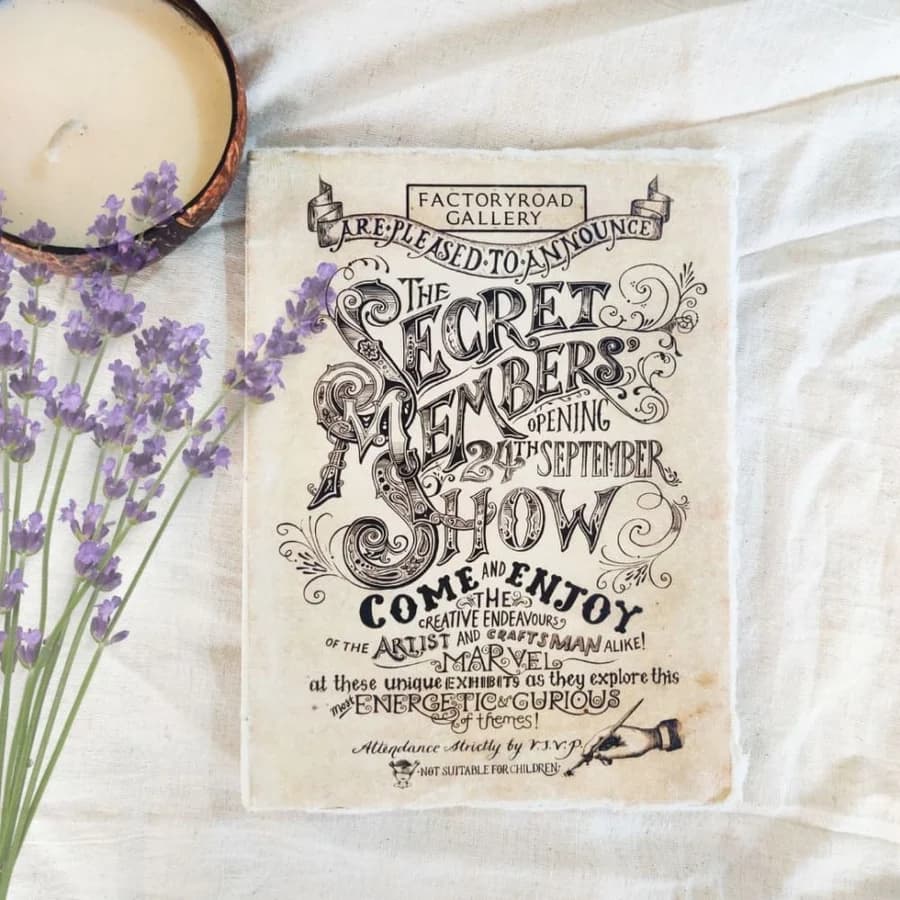 FACTORYROAD
GALLERY
ARE·PLEASED·TO·ANNOUNCE
THE
SECRET
MEMBERS'
OPENING
24TH SEPTEMBER
SHOW
COME AND ENJOY
THE
CREATIVE ENDEAVOURS
OF THE ARTIST AND CRAFTSMAN ALIKE!
MARVEL
at these unique EXHIBITS as they explore this
most ENERGETIC & CURIOUS
of themes!
Attendance Strictly by R.S.V.P.
·NOT SUITABLE FOR CHILDREN·